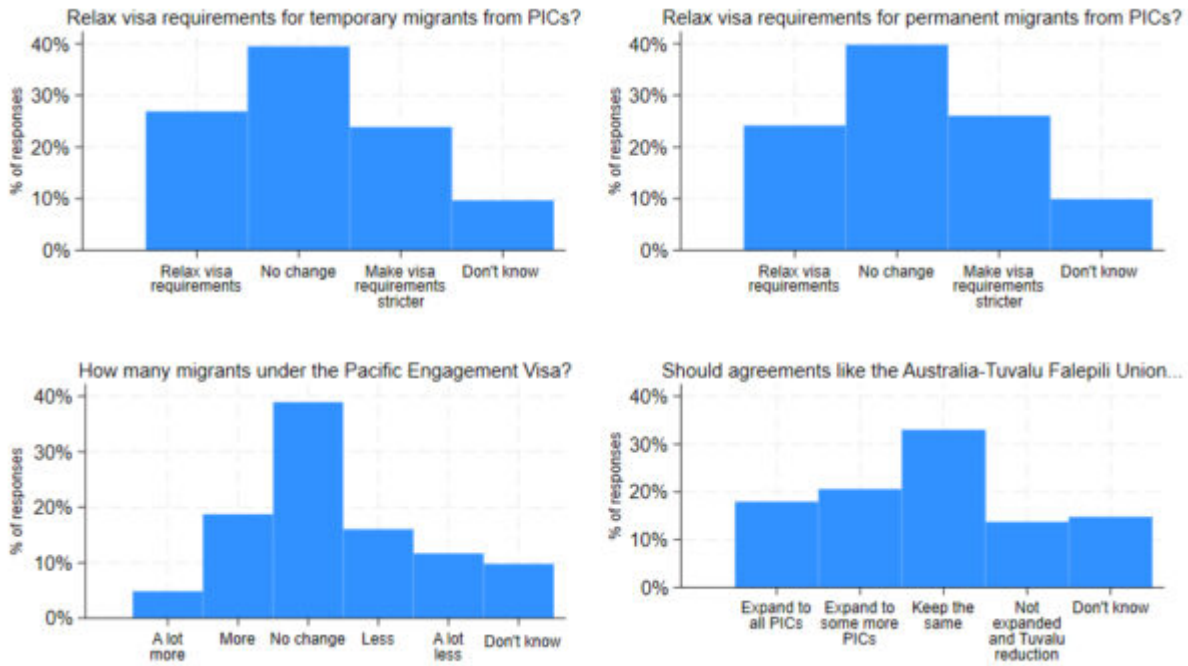 Relax visa requirements for temporary migrants from PICs?
% of responses
40%
30%
20%
10%
0%
Relax visa
requirements
No change
Make visa
requirements
stricter
Don't know
Relax visa requirements for permanent migrants from PICs?
% of responses
40%
30%
20%
10%
0%
Relax visa
requirements
No change
Make visa
requirements
stricter
Don't know
How many migrants under the Pacific Engagement Visa?
% of responses
40%
30%
20%
10%
0%
A lot
more
More
No change
Less
A lot
less
Don't know
Should agreements like the Australia-Tuvalu Falepili Union...
% of responses
40%
30%
20%
10%
0%
Expand to
all PICs
Expand to
some more
PICs
Keep the
same
Not
expanded
and Tuvalu
reduction
Don't know